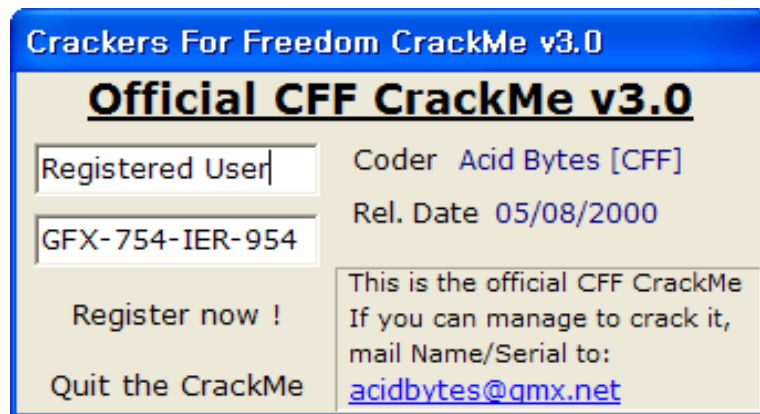 Crackers For Freedom CrackMe v3.0
Official CFF CrackMe v3.0
Registered User
Coder Acid Bytes [CFF]
GFX-754-IER-954
Rel. Date 05/08/2000
Register now !
Quit the CrackMe
This is the official CFF CrackMe
If you can manage to crack it,
mail Name/Serial to:
acidbytes@gmx.net